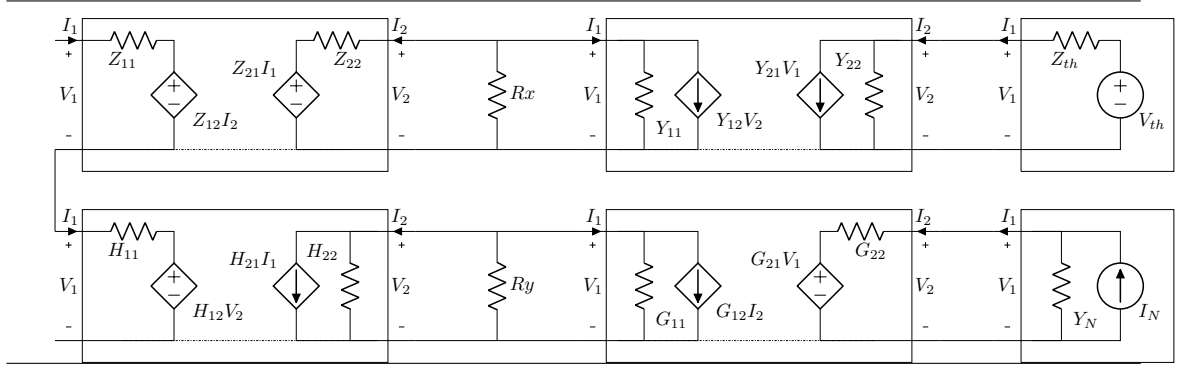 I1 I2 I1 I2 I1
+ Z11 Z21I1 Z22 + + Y21V1 Y22 + + Zth
V1 + − + − V2 Rx V1 V2 V1 + −
- Z12I2 - - Y11 Y12V2 - - Vth
I1 I2 I1 I2 I1
+ H11 H21I1 H22 + + G21V1 G22 + +
V1 + − V2 Ry V1 + − V2 V1
- H12V2 - - G11 G12I2 - - YN IN